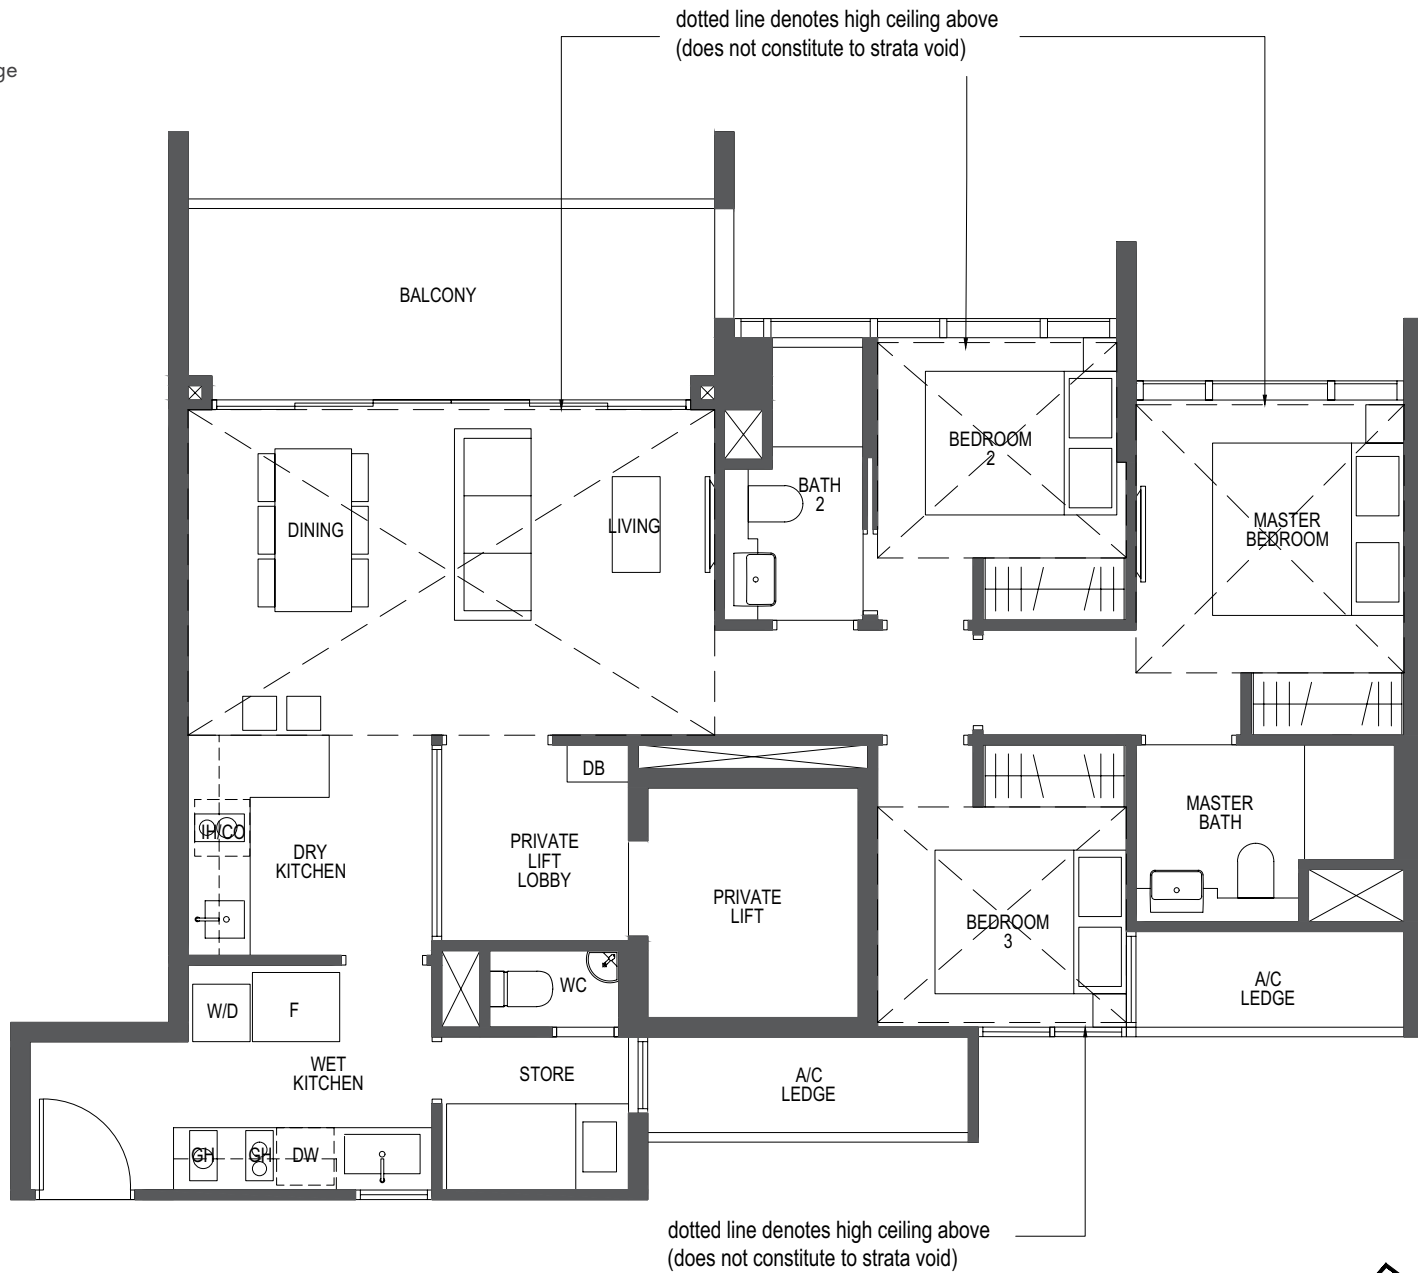 dotted line denotes high ceiling above
(does not constitute to strata void)
ge
BALCONY
BEDROOM
2
BATH
2
DINING
LIVING
MASTER
BEDROOM
DB
IH/CO
DRY
KITCHEN
PRIVATE
LIFT
LOBBY
PRIVATE
LIFT
MASTER
BATH
BEDROOM
3
WC
A/C
LEDGE
W/D
F
WET
KITCHEN
STORE
A/C
LEDGE
GH
GH
DW
dotted line denotes high ceiling above
(does not constitute to strata void)